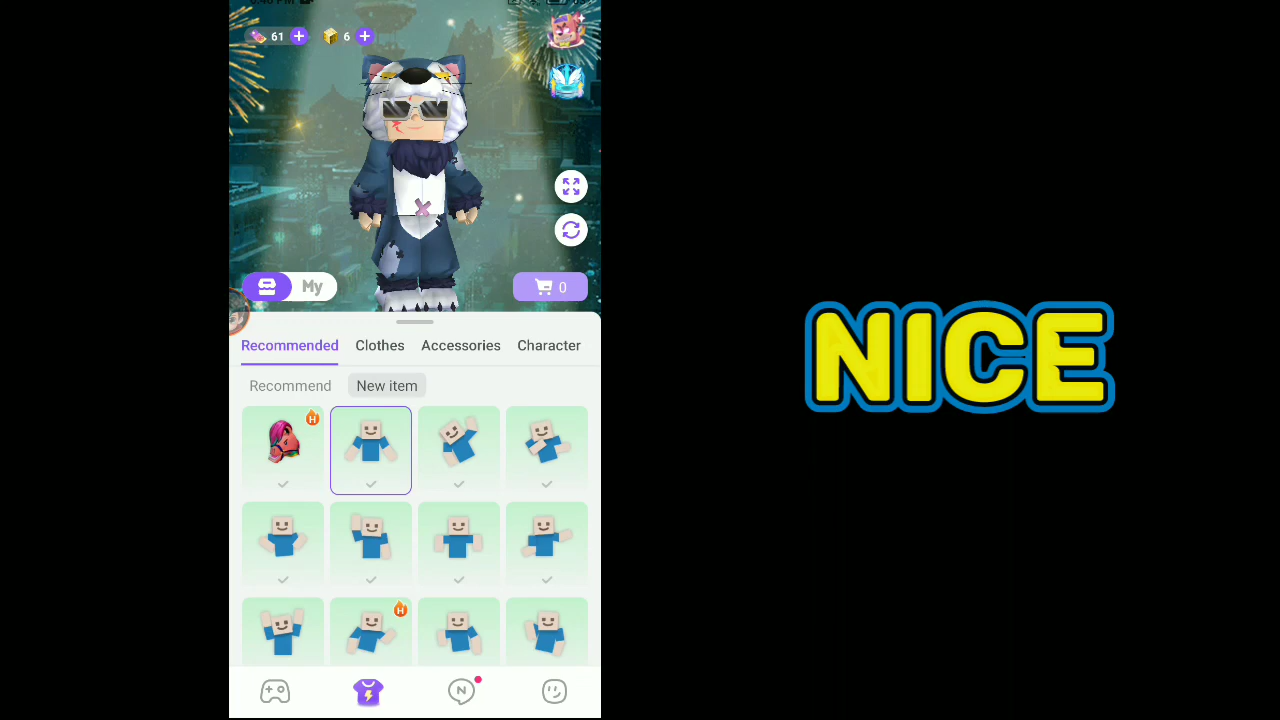 61
6
My
0
Recommended Clothes Accessories Character
Recommend New item
H
H
N
NICE